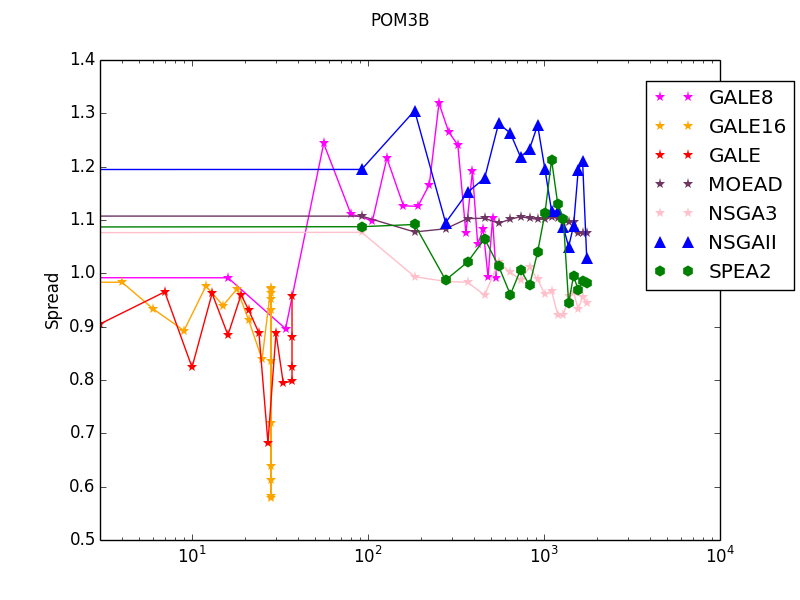 POM3B
1.4
1.3
1.2
1.1
1.0
0.9
0.8
0.7
0.6
0.5
Spread
10^1
10^2
10^3
10^4
GALE8
GALE16
GALE
MOEAD
NSGA3
NSGAII
SPEA2